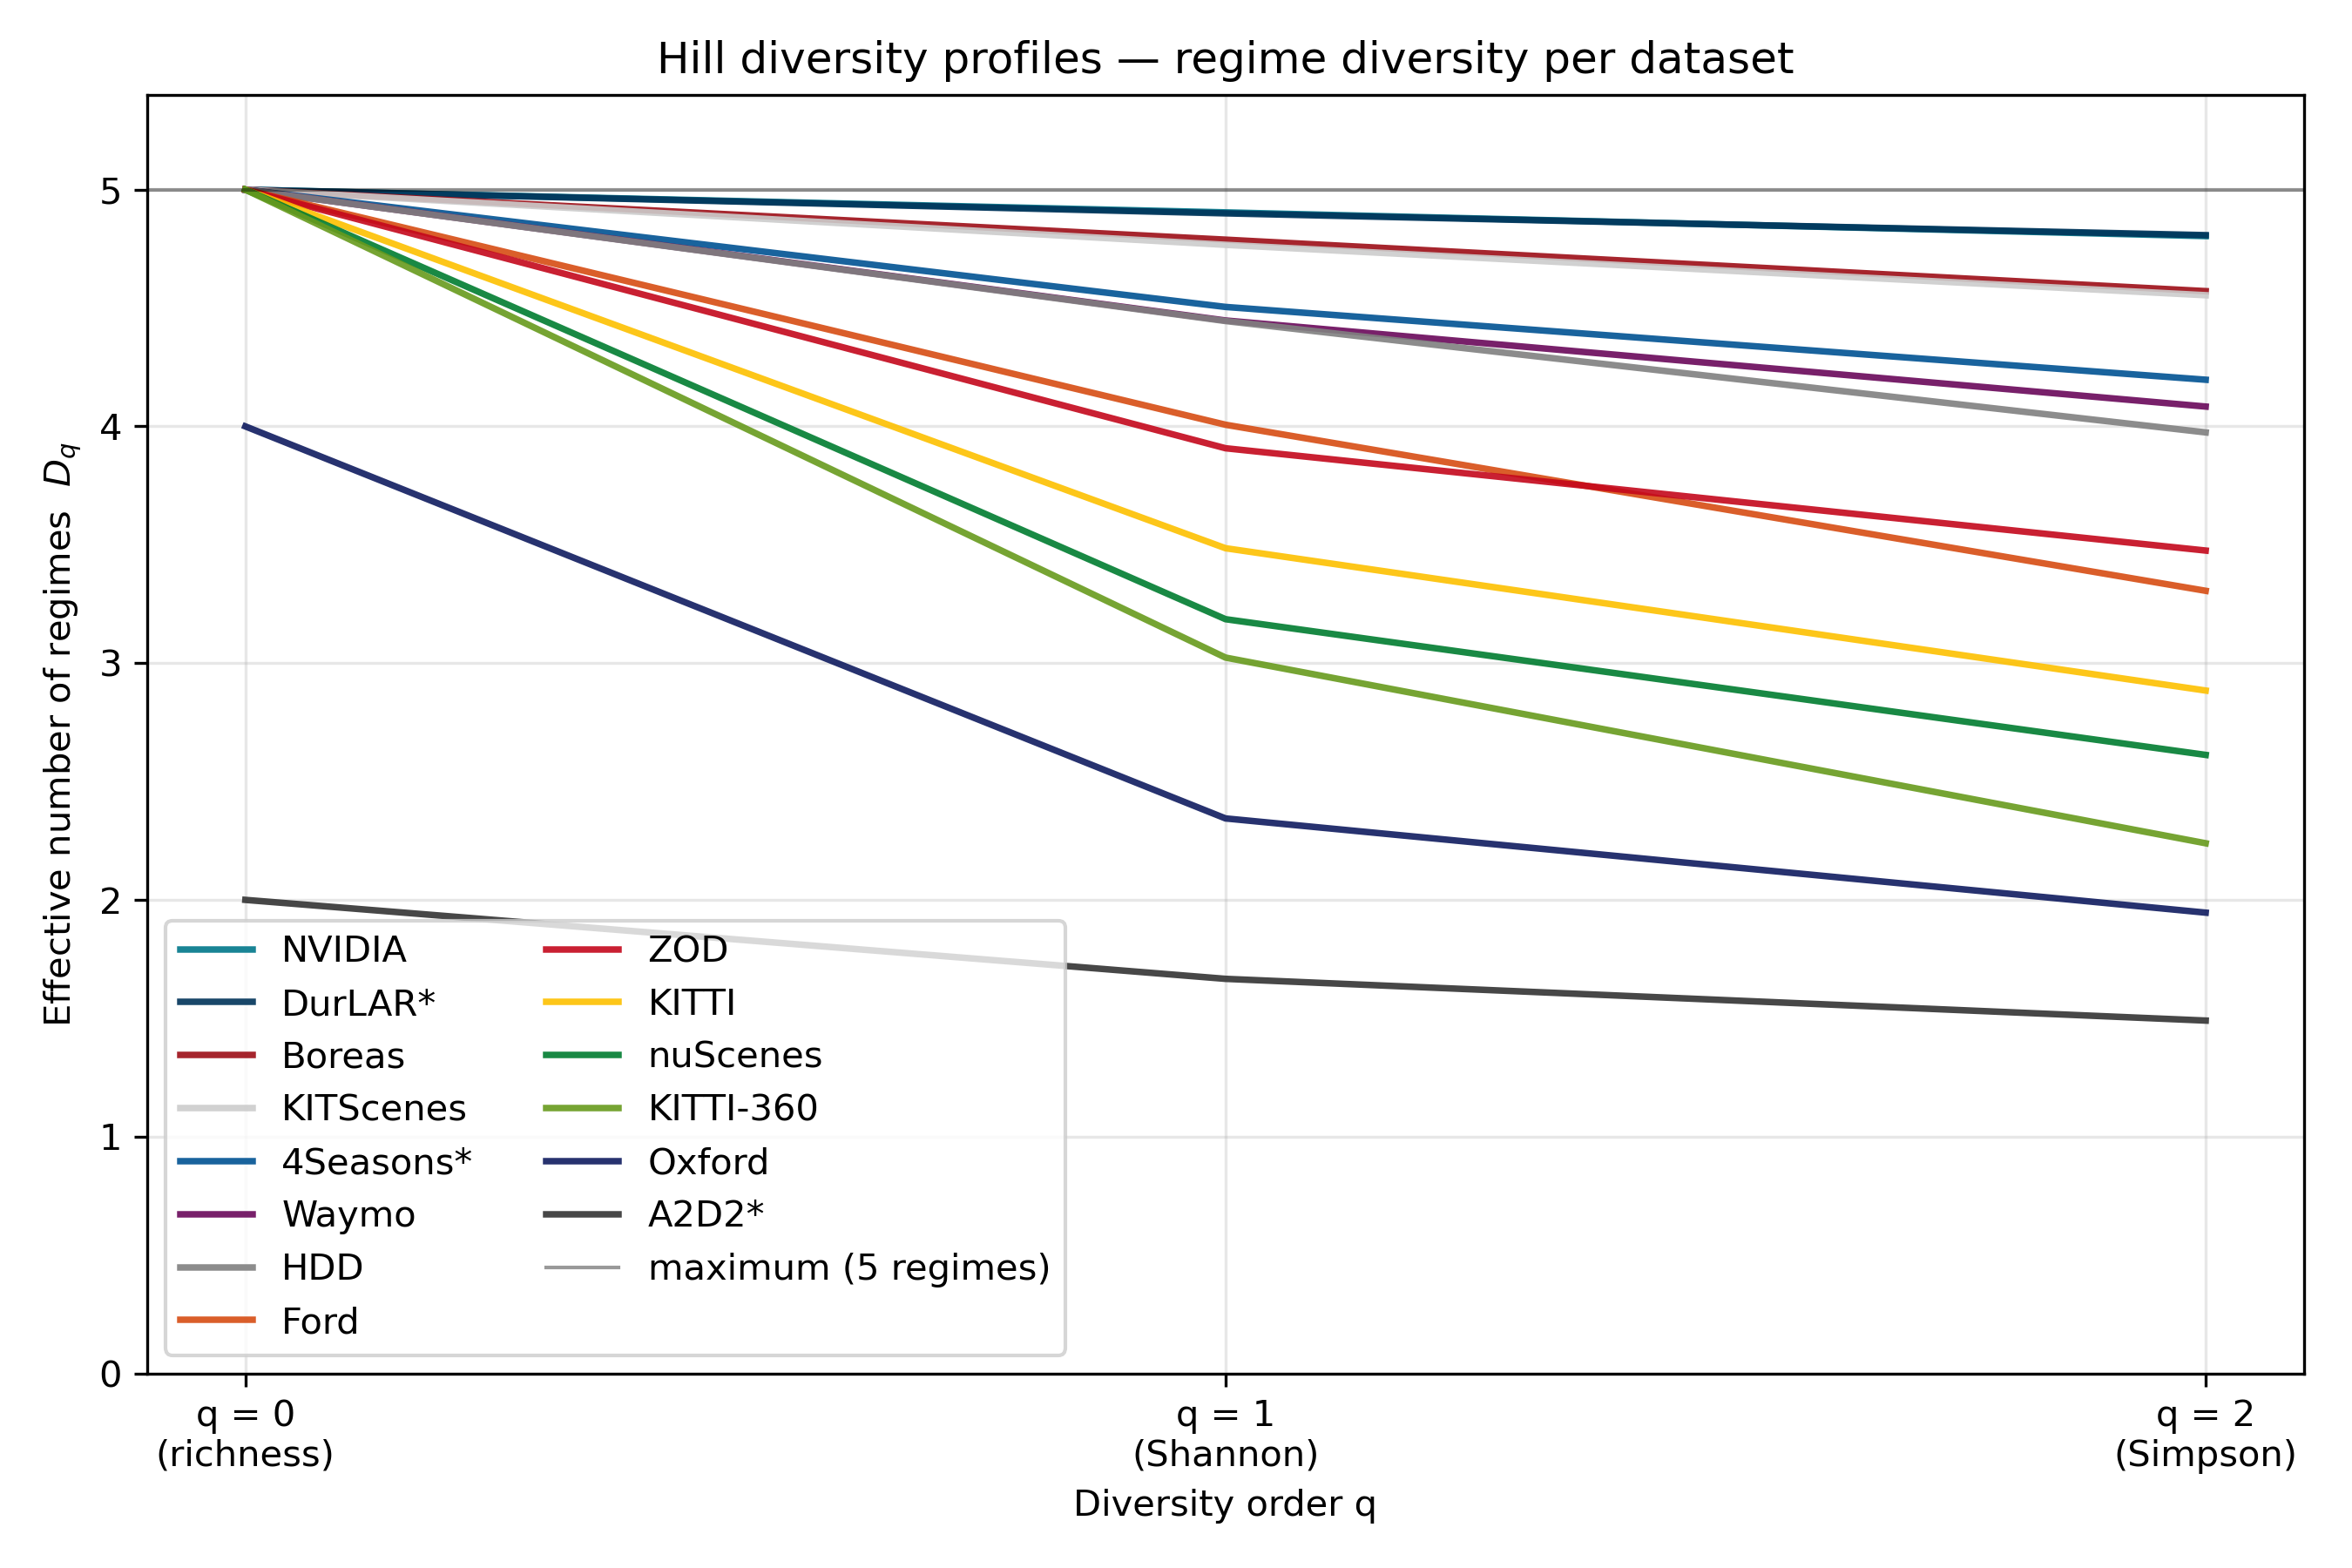 Hill diversity profiles — regime diversity per dataset
Effective number of regimes D_q
5
4
3
2
1
0
NVIDIA
DurLAR*
Boreas
KITScenes
4Seasons*
Waymo
HDD
Ford
ZOD
KITTI
nuScenes
KITTI-360
Oxford
A2D2*
maximum (5 regimes)
q = 0
(richness)
q = 1
(Shannon)
q = 2
(Simpson)
Diversity order q